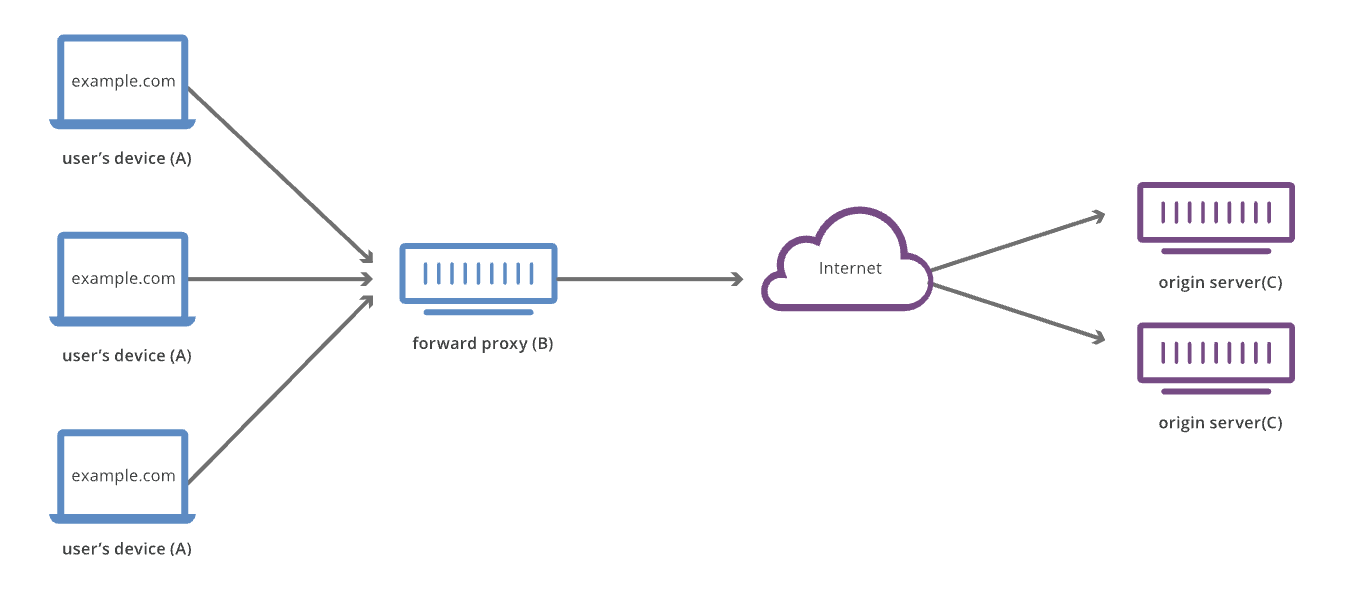 example.com
user’s device (A)
example.com
user’s device (A)
example.com
user’s device (A)
forward proxy (B)
Internet
origin server(C)
origin server(C)